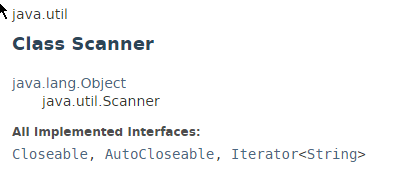 java.util
Class Scanner
java.lang.Object
java.util.Scanner
All Implemented Interfaces:
Closeable, AutoCloseable, Iterator<String>